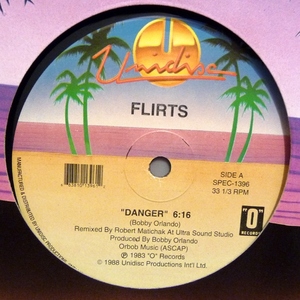 Unidisc
FLIRTS
SIDE A
SPEC-1396
33 1/3 RPM
"O"
RECORDS
"DANGER" 6:16
(Bobby Orlando)
Remixed By Robert Matichak At Ultra Sound Studio
Produced By Bobby Orlando
Orbob Music (ASCAP)
℗ 1983 "O" Records
© 1988 Unidisc Productions Int'l Ltd.